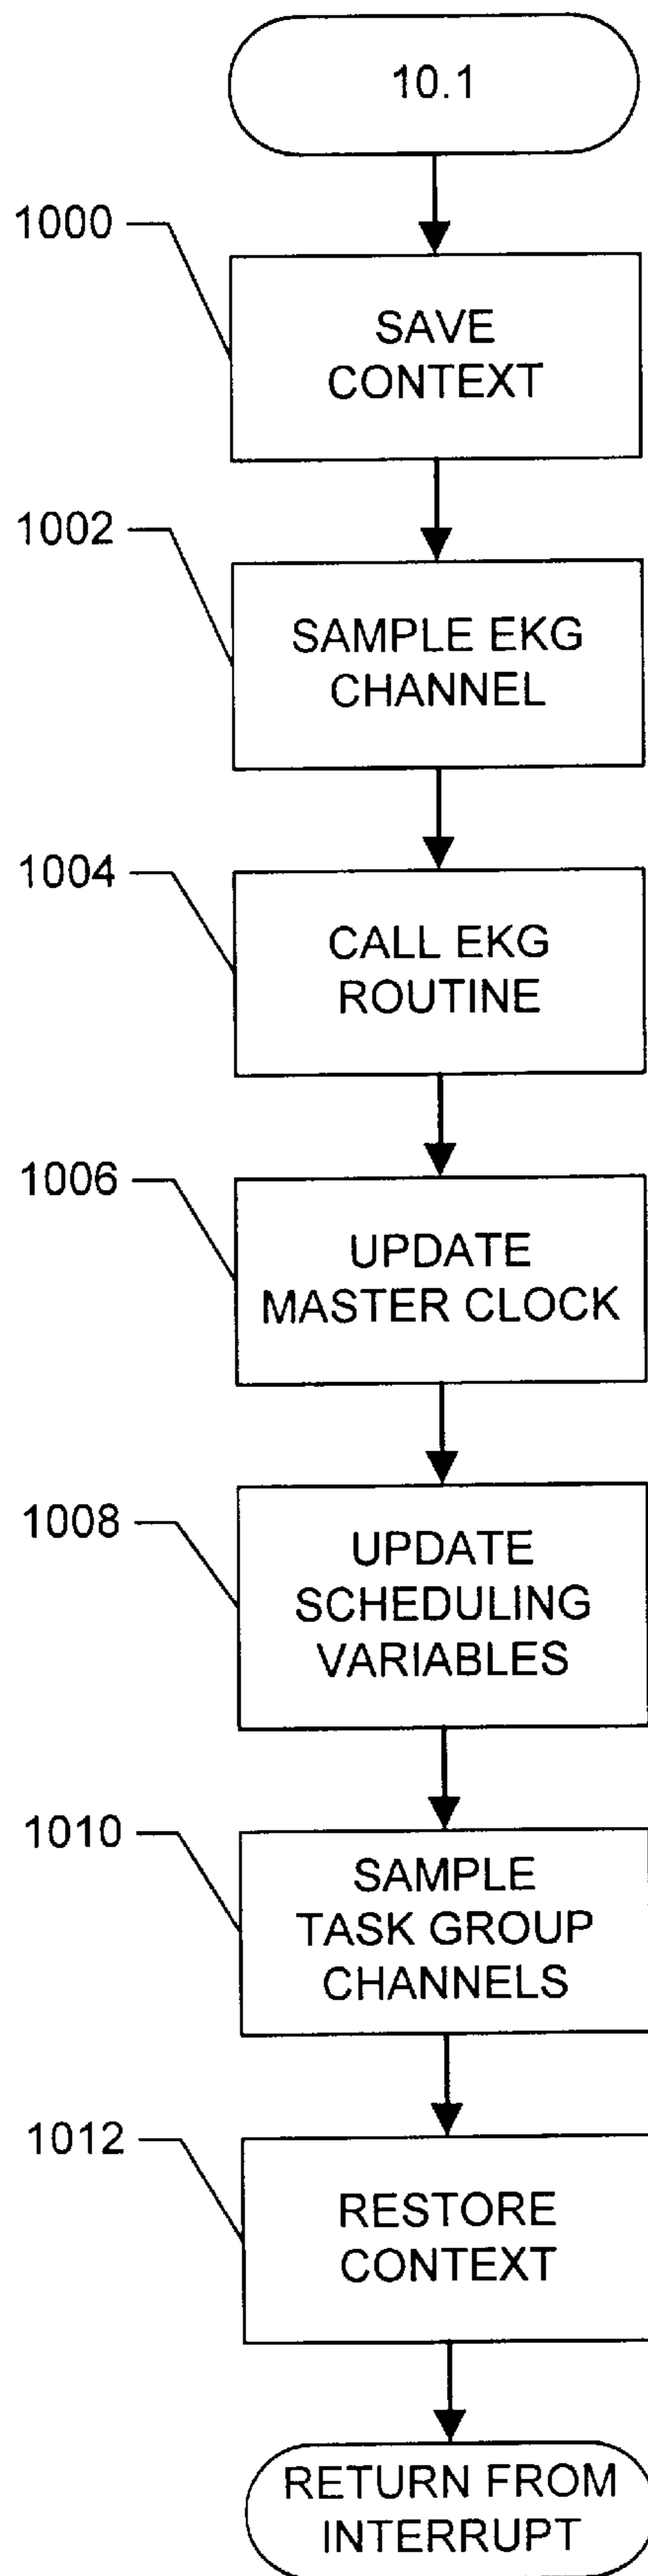 10.1
1000
SAVE
CONTEXT
1002
SAMPLE EKG
CHANNEL
1004
CALL EKG
ROUTINE
1006
UPDATE
MASTER CLOCK
1008
UPDATE
SCHEDULING
VARIABLES
1010
SAMPLE
TASK GROUP
CHANNELS
1012
RESTORE
CONTEXT
RETURN FROM
INTERRUPT